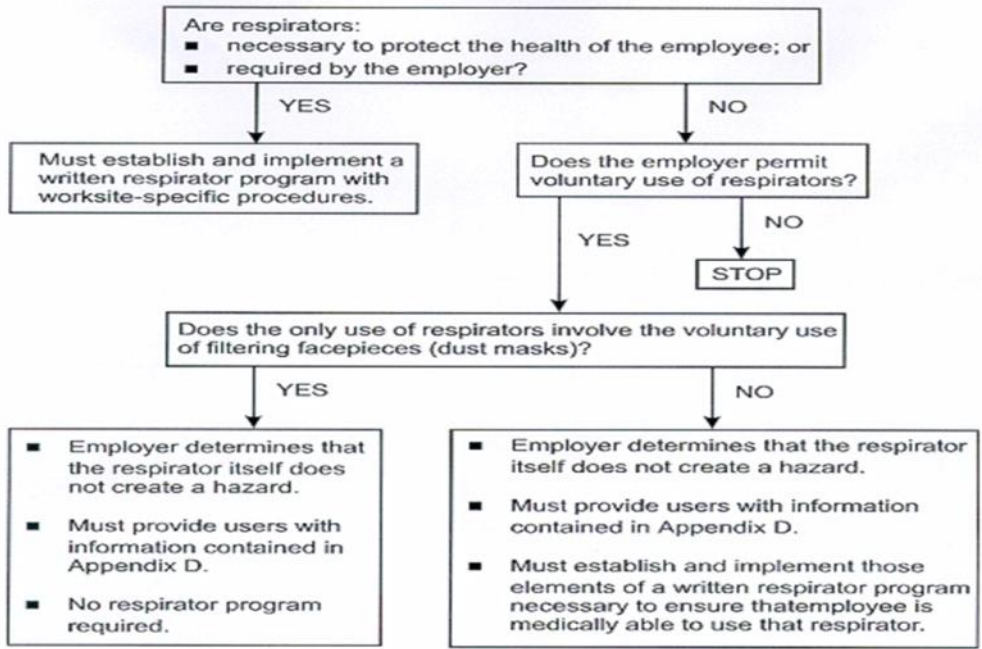 Are respirators:
▪ necessary to protect the health of the employee; or
▪ required by the employer?
YES
NO
Must establish and implement a
written respirator program with
worksite-specific procedures.
Does the employer permit
voluntary use of respirators?
YES
NO
STOP
Does the only use of respirators involve the voluntary use
of filtering facepieces (dust masks)?
YES
NO
▪ Employer determines that
the respirator itself does
not create a hazard.
▪ Must provide users with
information contained in
Appendix D.
▪ No respirator program
required.
▪ Employer determines that the respirator
itself does not create a hazard.
▪ Must provide users with information
contained in Appendix D.
▪ Must establish and implement those
elements of a written respirator program
necessary to ensure thatemployee is
medically able to use that respirator.